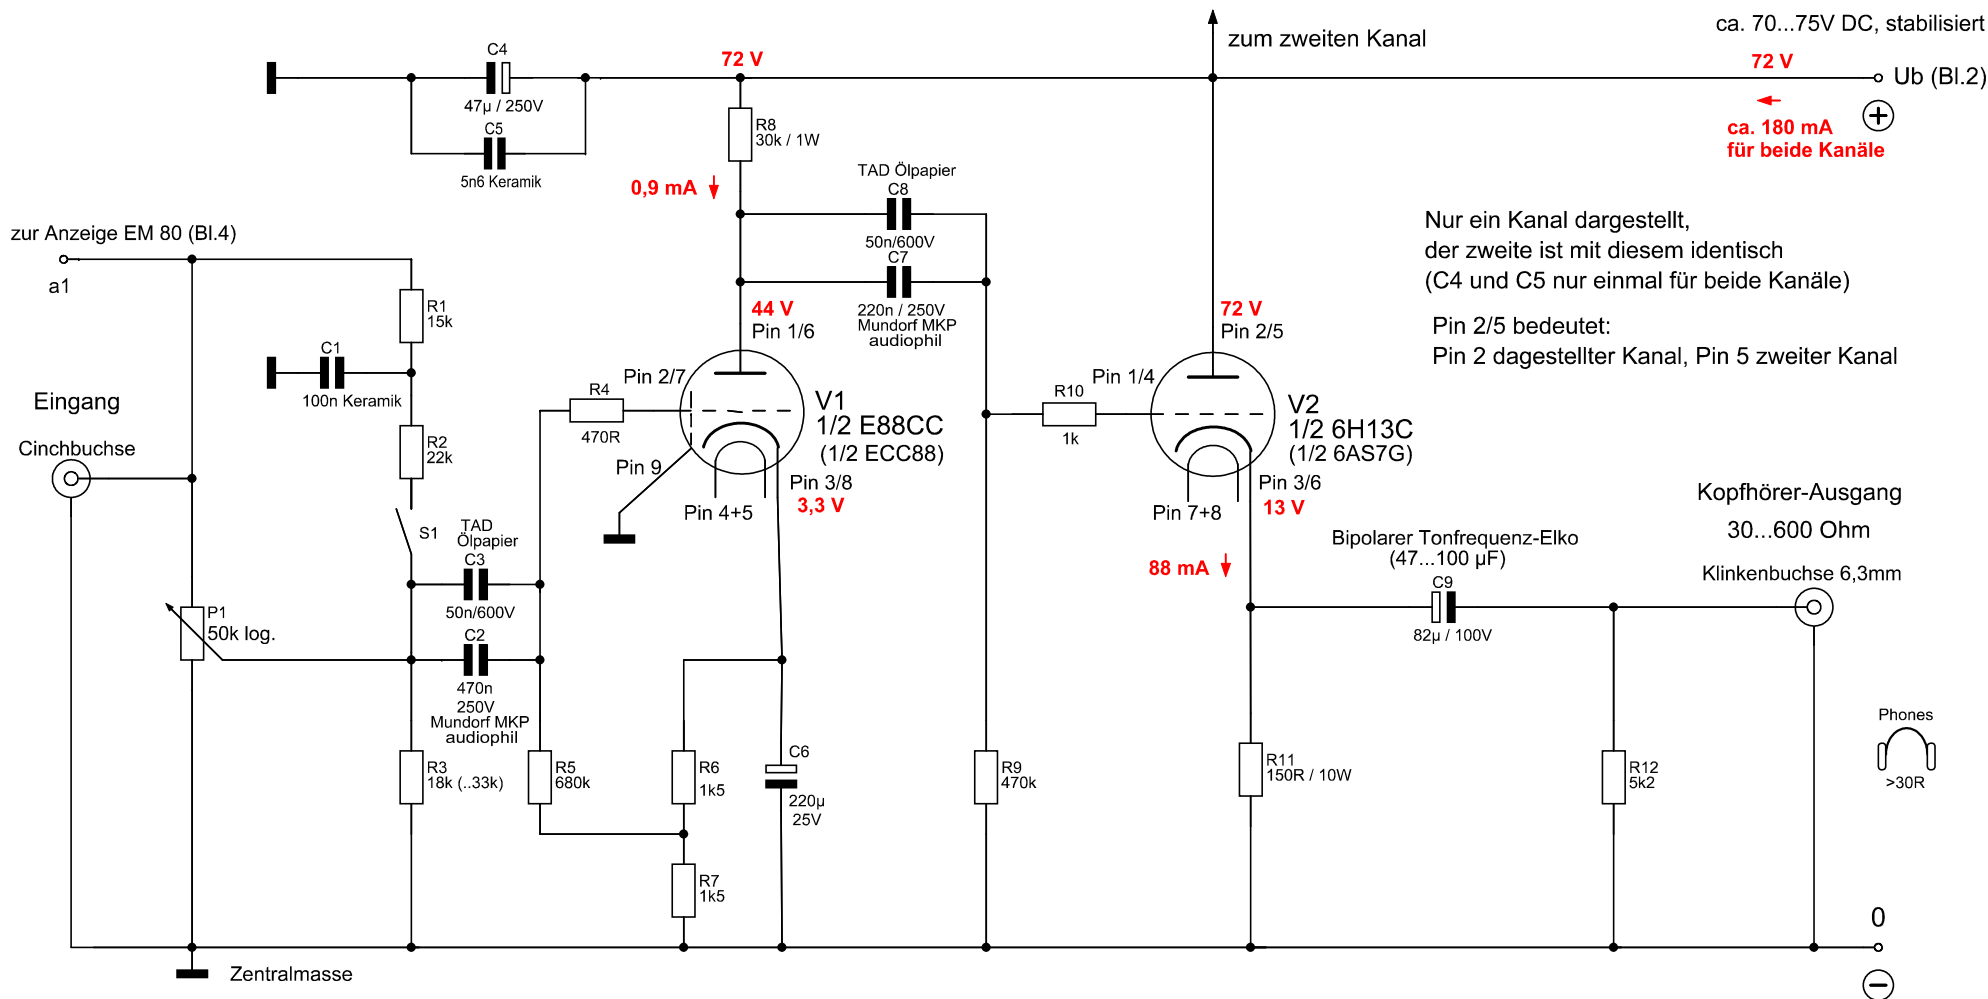 ca. 70...75V DC, stabilisiert
zum zweiten Kanal
C4
47µ / 250V
C5
5n6 Keramik
72 V
R8
30k / 1W
0,9 mA
72 V
Ub (Bl.2)
+
ca. 180 mA
für beide Kanäle
TAD Ölpapier
C8
50n/600V
C7
220n / 250V
Mundorf MKP
audiophil
Nur ein Kanal dargestellt,
der zweite ist mit diesem identisch
(C4 und C5 nur einmal für beide Kanäle)
Pin 2/5 bedeutet:
Pin 2 dagestellter Kanal, Pin 5 zweiter Kanal
zur Anzeige EM 80 (Bl.4)
a1
R1
15k
C1
100n Keramik
R2
22k
S1
Eingang
Cinchbuchse
P1
50k log.
TAD
Ölpapier
C3
50n/600V
C2
470n
250V
Mundorf MKP
audiophil
R3
18k (..33k)
R5
680k
R4
470R
44 V
Pin 1/6
Pin 2/7
V1
1/2 E88CC
(1/2 ECC88)
Pin 9
Pin 3/8
3,3 V
Pin 4+5
R6
1k5
C6
220µ
25V
R7
1k5
R9
470k
R10
1k
72 V
Pin 2/5
Pin 1/4
V2
1/2 6H13C
(1/2 6AS7G)
Pin 3/6
13 V
Pin 7+8
88 mA
Bipolarer Tonfrequenz-Elko
(47...100 µF)
C9
82µ / 100V
R11
150R / 10W
R12
5k2
Kopfhörer-Ausgang
30...600 Ohm
Klinkenbuchse 6,3mm
Phones
>30R
0
−
Zentralmasse